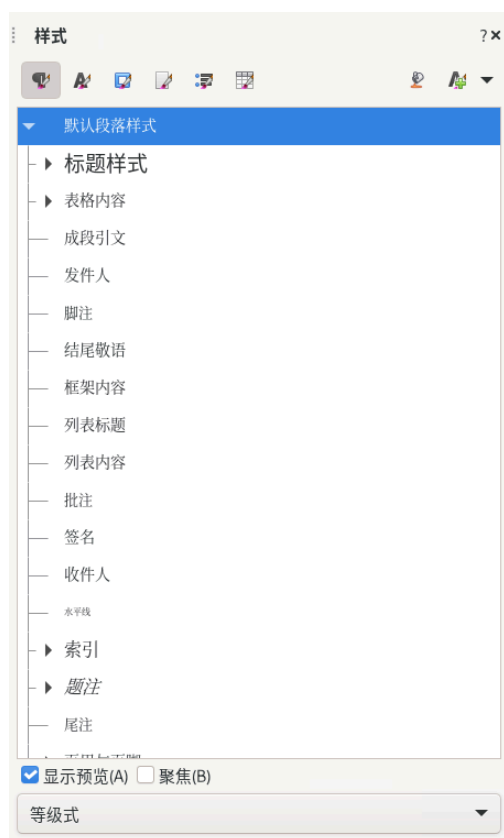 样式
?
默认段落样式
标题样式
表格内容
成段引文
发件人
脚注
结尾敬语
框架内容
列表标题
列表内容
批注
签名
收件人
水平线
索引
题注
尾注
显示预览(A) 聚焦(B)
等级式